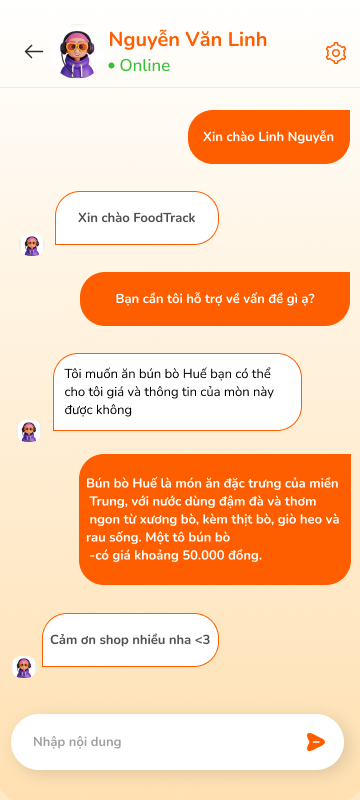 Nguyễn Văn Linh
Online
Xin chào Linh Nguyễn
Xin chào FoodTrack
Bạn cần tôi hỗ trợ về vấn đề gì ạ?
Tôi muốn ăn bún bò Huế bạn có thể
cho tôi giá và thông tin của mòn này
được không
Bún bò Huế là món ăn đặc trưng của miền
Trung, với nước dùng đậm đà và thơm
ngon từ xương bò, kèm thịt bò, giò heo và
rau sống. Một tô bún bò
-có giá khoảng 50.000 đồng.
Cảm ơn shop nhiều nha <3
Nhập nội dung